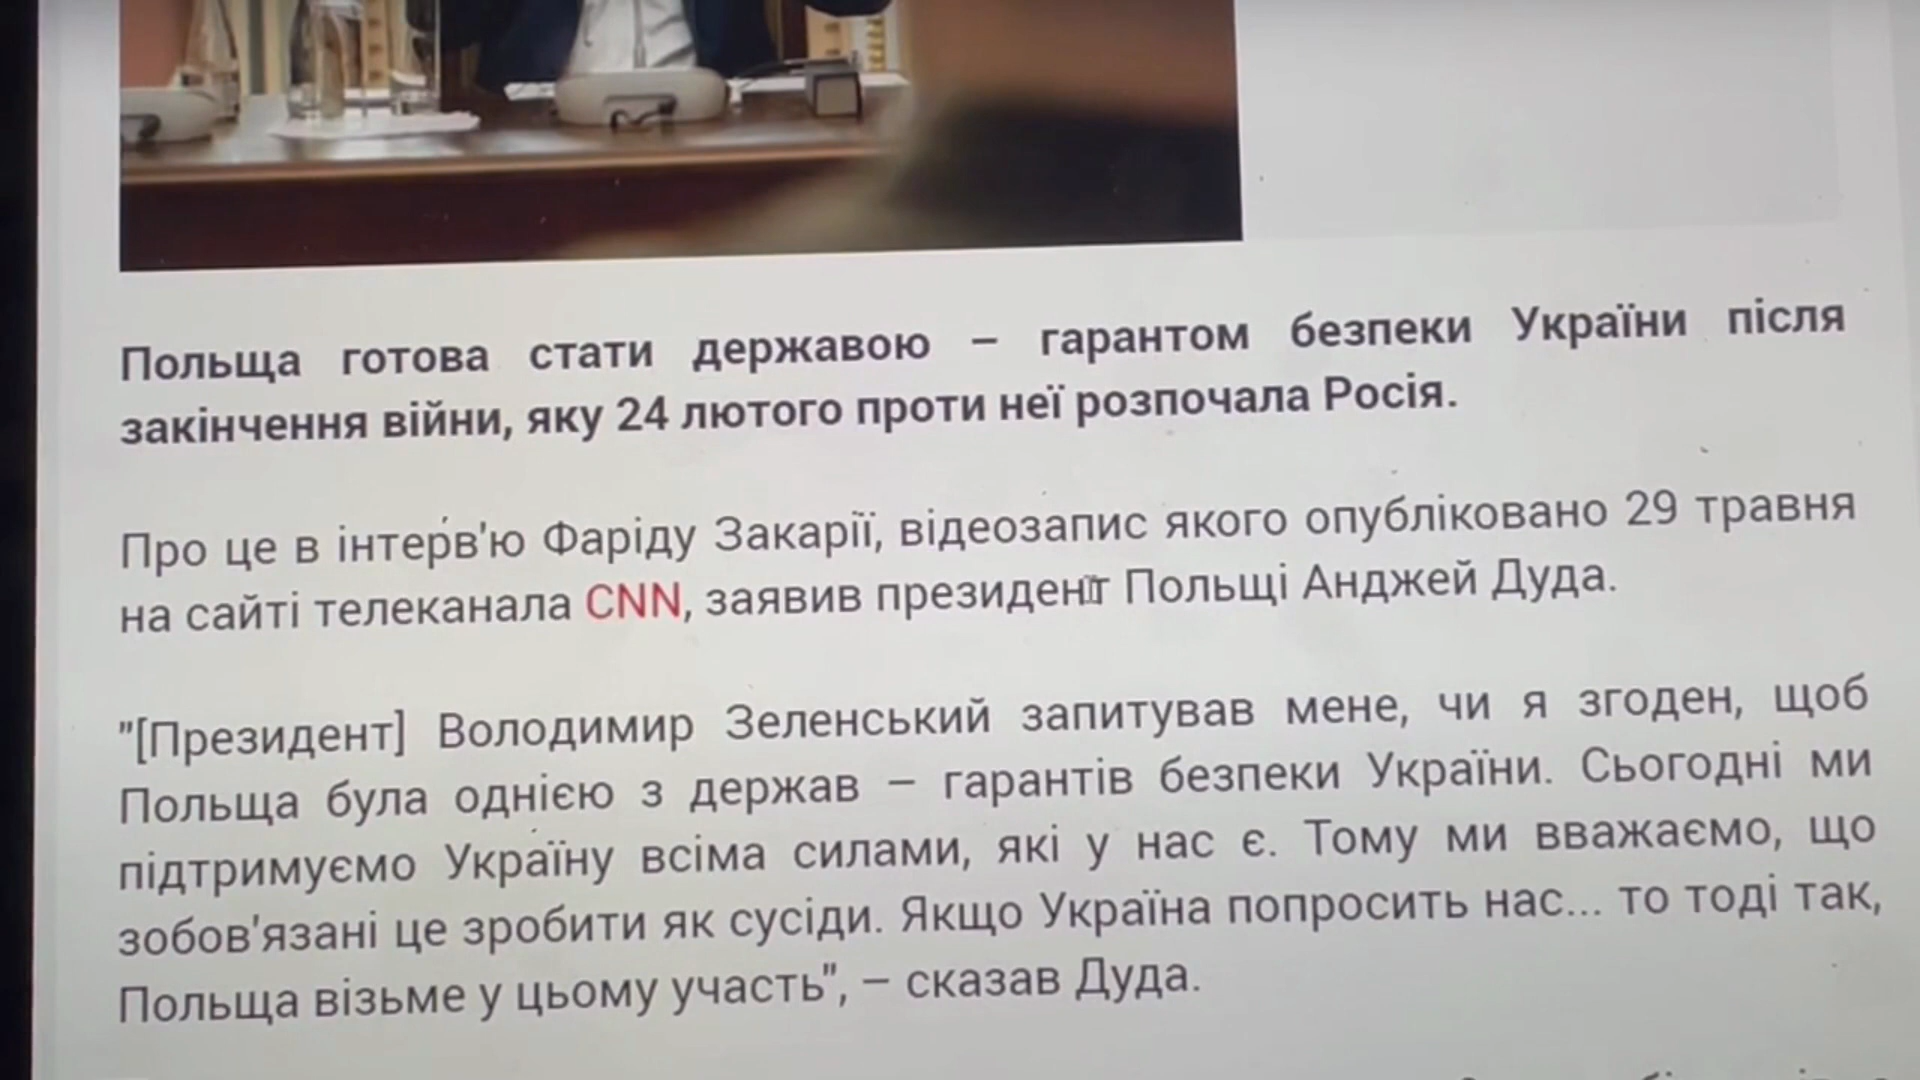 Польща готова стати державою – гарантом безпеки України після
закінчення війни, яку 24 лютого проти неї розпочала Росія.
Про це в інтерв'ю Фаріду Закарії, відеозапис якого опубліковано 29 травня
на сайті телеканала CNN, заявив президент Польщі Анджей Дуда.
"[Президент] Володимир Зеленський запитував мене, чи я згоден, щоб
Польща була однією з держав – гарантів безпеки України. Сьогодні ми
підтримуємо Україну всіма силами, які у нас є. Тому ми вважаємо, що
зобов'язані це зробити як сусіди. Якщо Україна попросить нас... то тоді так,
Польща візьме у цьому участь", – сказав Дуда.